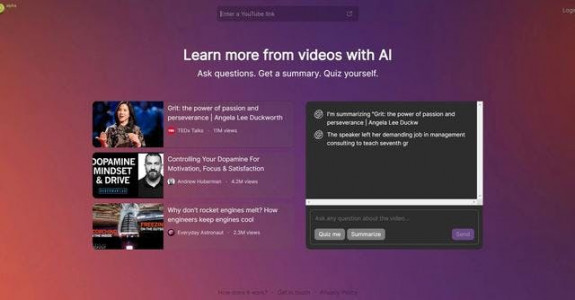 alpha
Enter a YouTube link
Learn more from videos with AI
Ask questions. Get a summary. Quiz yourself.
Grit: the power of passion and
perseverance | Angela Lee Duckworth
TEDx Talks · 11M views
DOPAMINE
MINDSET
& DRIVE
Controlling Your Dopamine For
Motivation, Focus & Satisfaction
Andrew Huberman · 4.2M views
FREEZING
Why don't rocket engines melt? How
engineers keep engines cool
Everyday Astronaut · 2.3M views
I'm summarizing "Grit: the power of passion and
perseverance | Angela Lee Duckw
The speaker left her demanding job in management
consulting to teach seventh gr
Ask any question about the video...
Quiz me
Summarize
Send
How does it work? · Get access · Privacy Policy